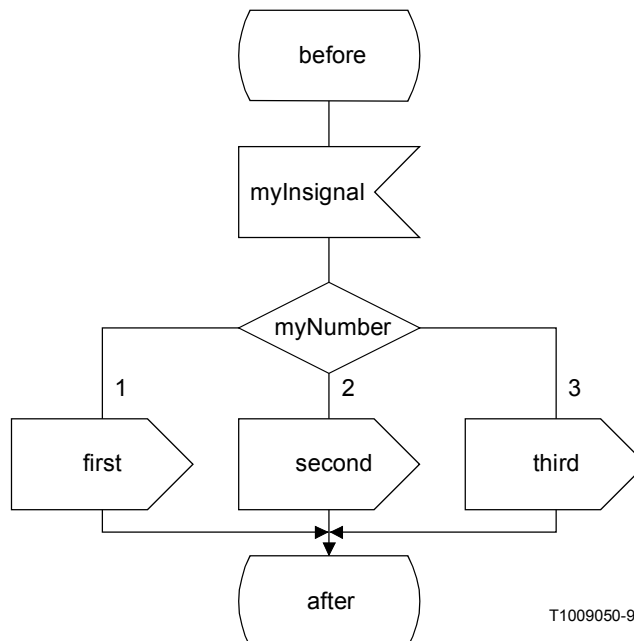 before
myInsignal
myNumber
1
2
3
first
second
third
after
T1009050-9